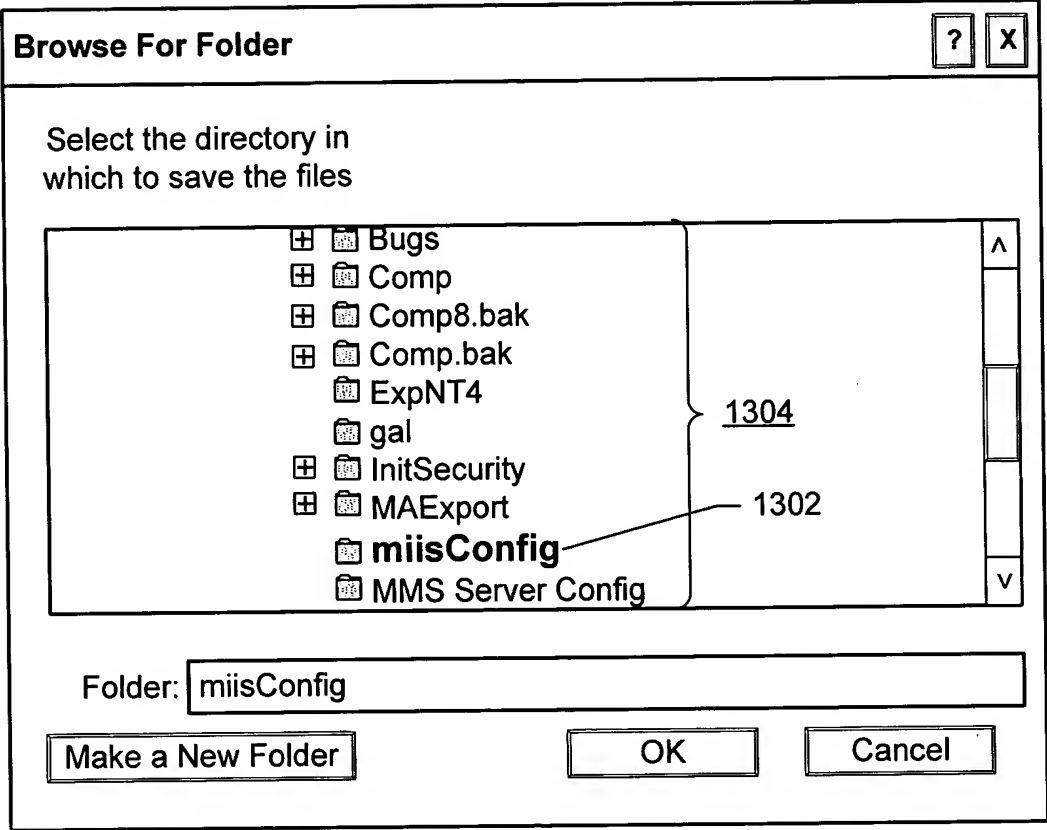 Browse For Folder ? X
Select the directory in
which to save the files
Bugs
Comp
Comp8.bak
Comp.bak
ExpNT4
gal
1304
InitSecurity
MAExport
1302
miisConfig
MMS Server Config
Folder: miisConfig
Make a New Folder OK Cancel